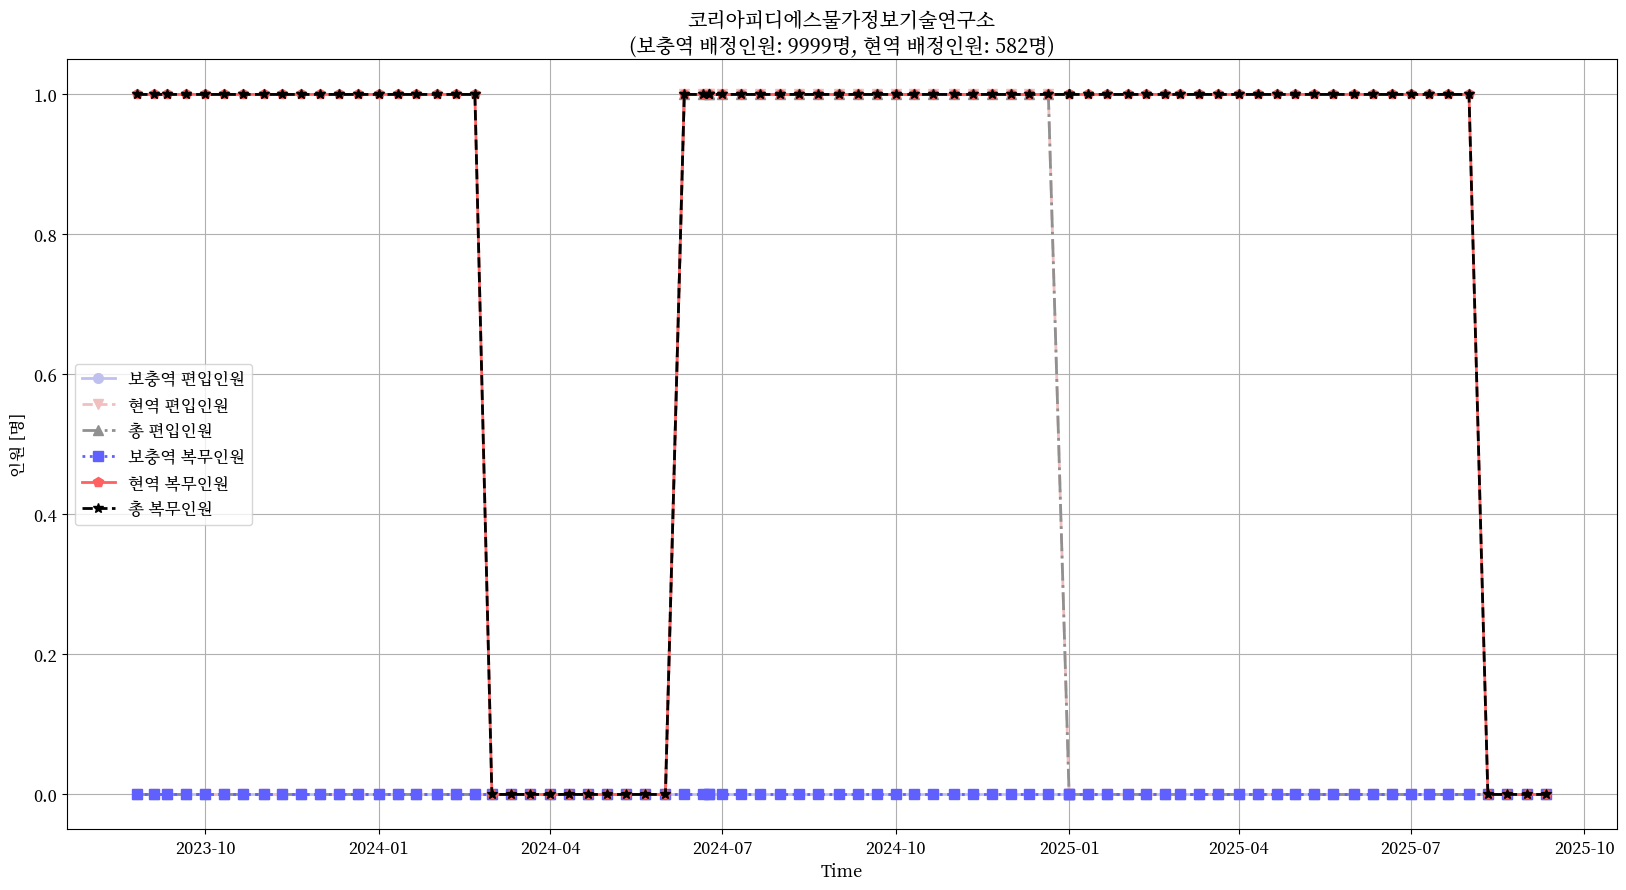 코리아피디에스물가정보기술연구소
(보충역 배정인원: 9999명, 현역 배정인원: 582명)
1.0
0.8
0.6
0.4
0.2
0.0
인원 [명]
보충역 편입인원
현역 편입인원
총 편입인원
보충역 복무인원
현역 복무인원
총 복무인원
2023-10
2024-01
2024-04
2024-07
2024-10
2025-01
2025-04
2025-07
2025-10
Time